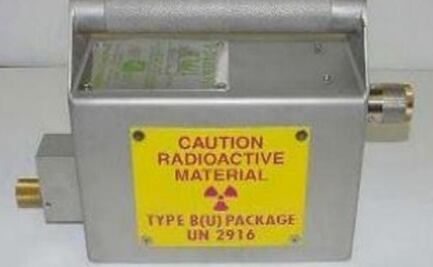 CAUTION
RADIOACTIVE
MATERIAL
TYPE B(U) PACKAGE
UN 2916